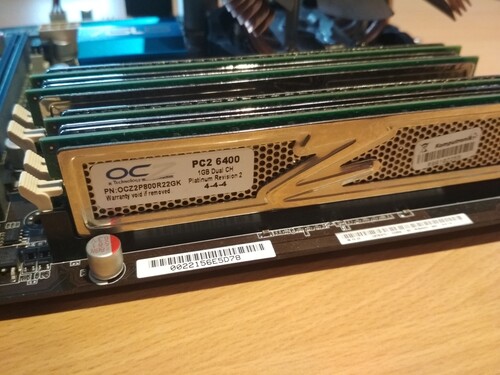 OCZ
Technology
PN:OCZ2P800R22GK
Warranty void if removed
PC2 6400
1GB Dual CH
Platinum Revision 2
4-4-4
0022156E5D78